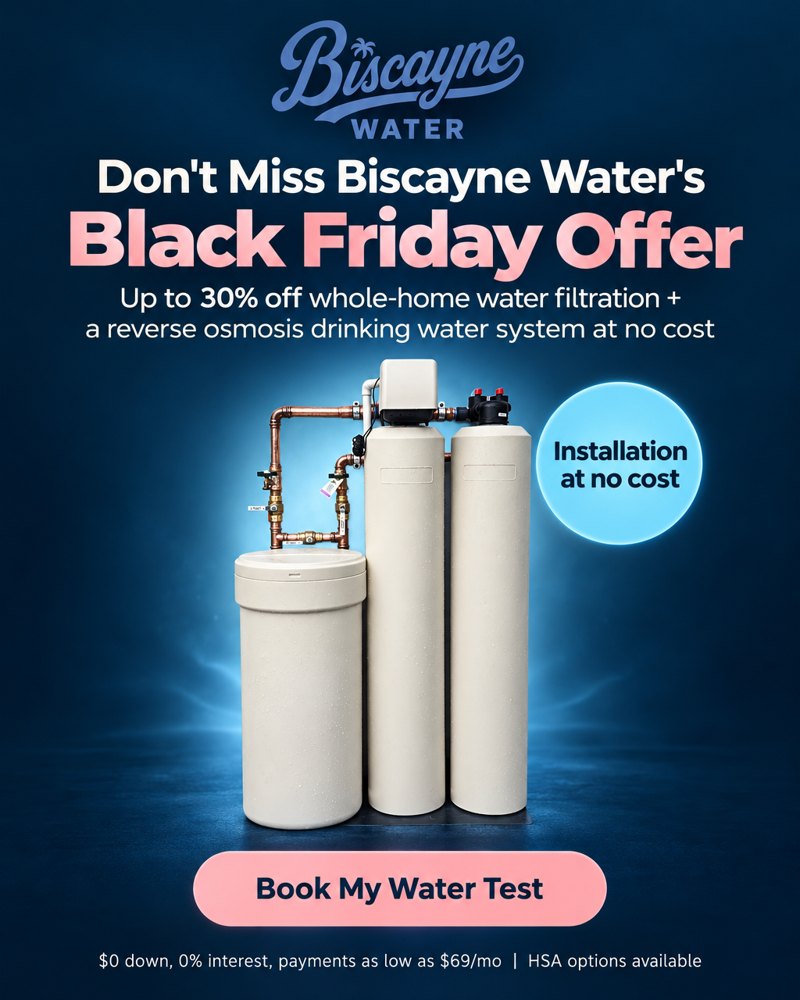 Biscayne
WATER
Don't Miss Biscayne Water's
Black Friday Offer
Up to 30% off whole-home water filtration +
a reverse osmosis drinking water system at no cost
Installation
at no cost
Book My Water Test
$0 down, 0% interest, payments as low as $69/mo | HSA options available